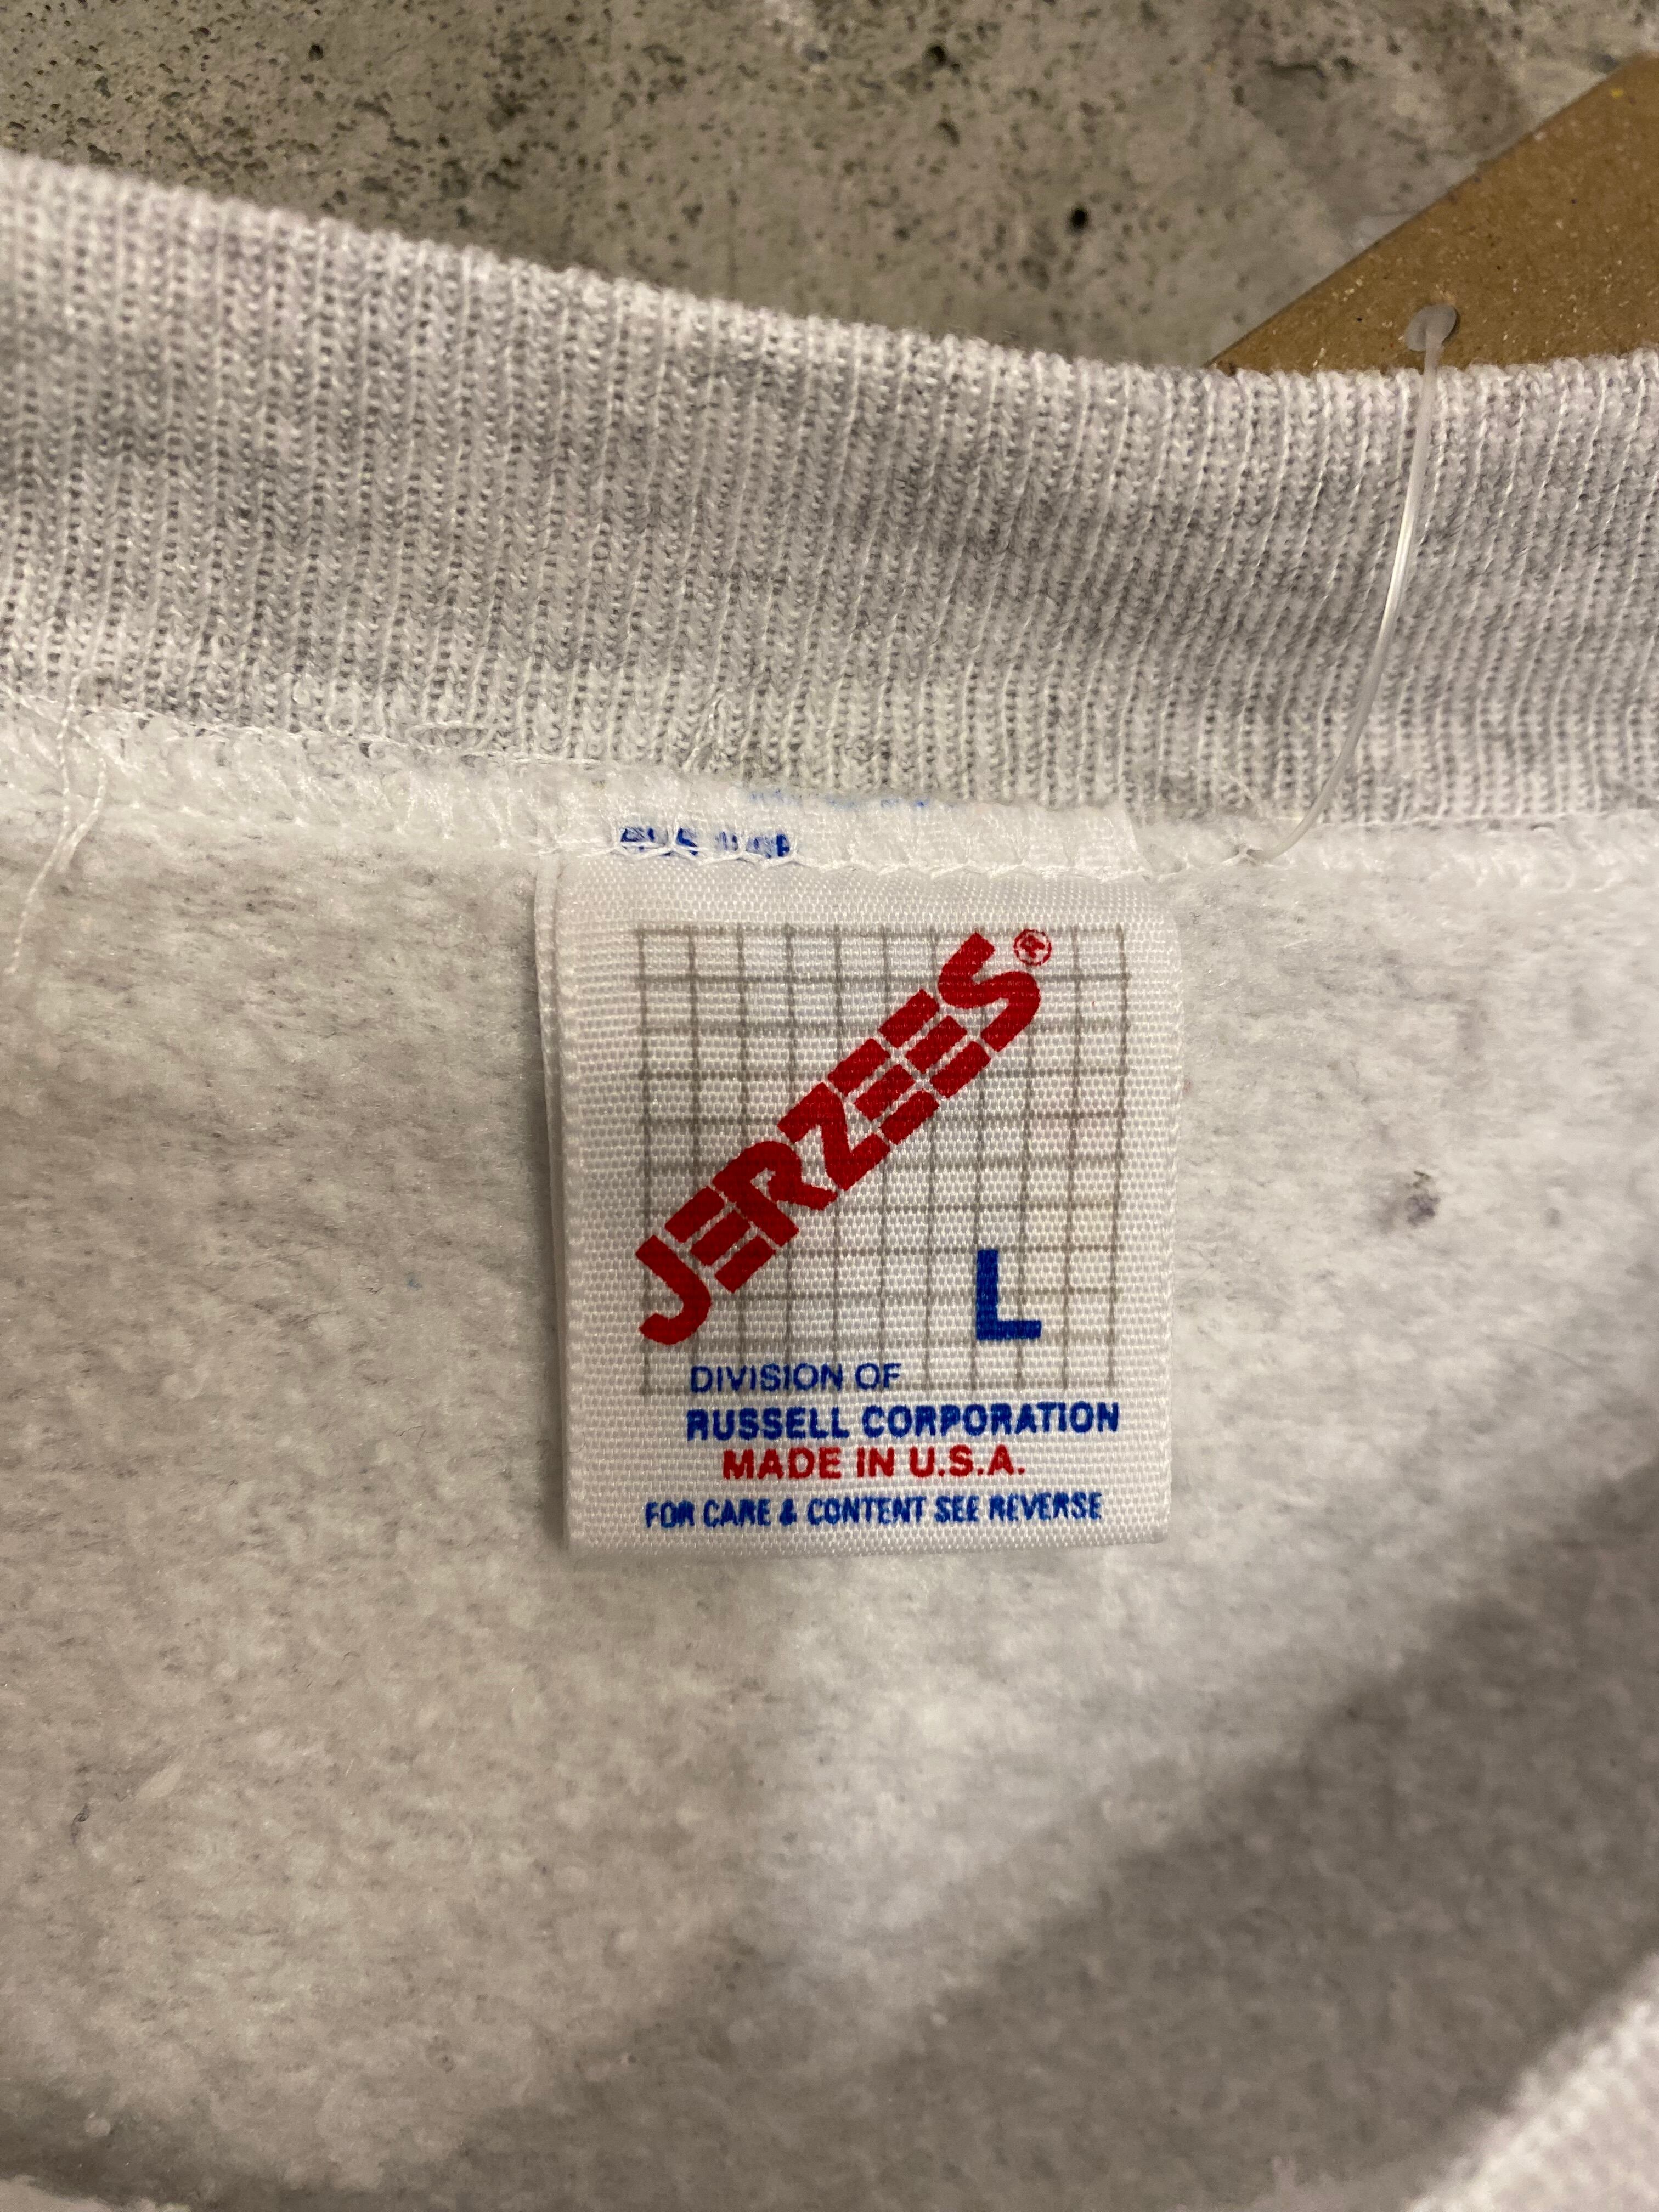 JERZEES®
L
DIVISION OF
RUSSELL CORPORATION
MADE IN U.S.A.
FOR CARE & CONTENT SEE REVERSE